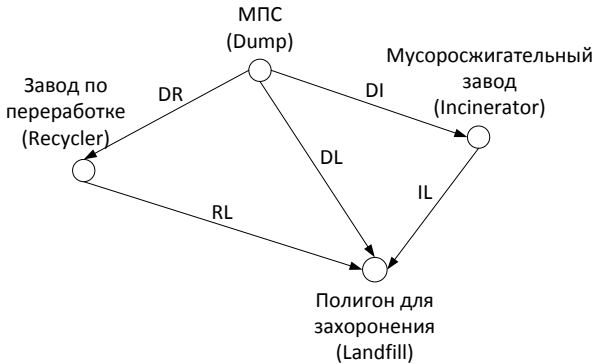 МПС
(Dump)
Мусоросжигательный
завод
(Incinerator)
Завод по
переработке
(Recycler)
DR
DI
DL
IL
RL
Полигон для
захоронения
(Landfill)